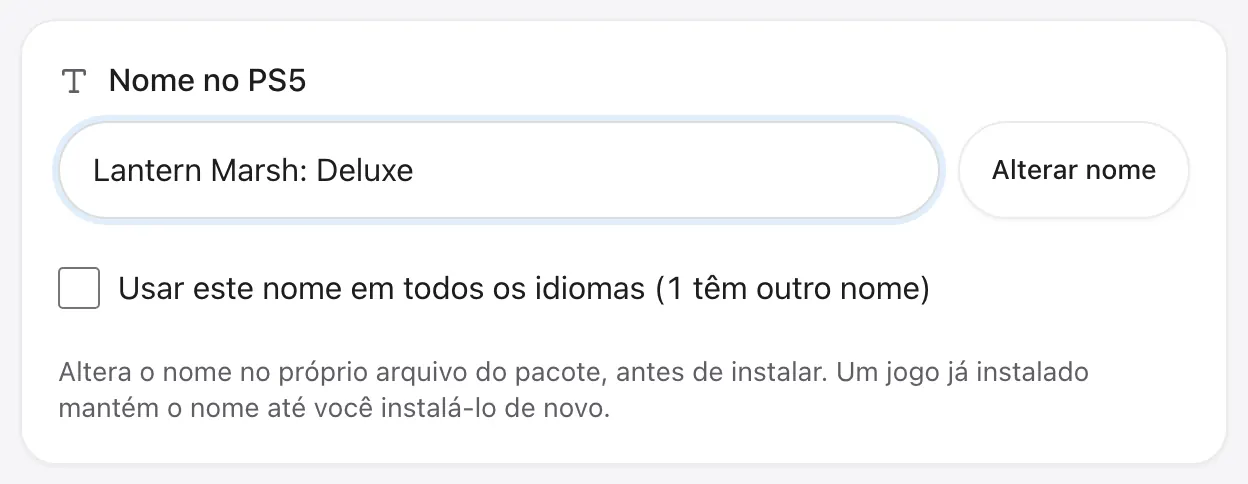 Nome no PS5
Lantern Marsh: Deluxe
Alterar nome
Usar este nome em todos os idiomas (1 têm outro nome)
Altera o nome no próprio arquivo do pacote, antes de instalar. Um jogo já instalado
mantém o nome até você instalá-lo de novo.